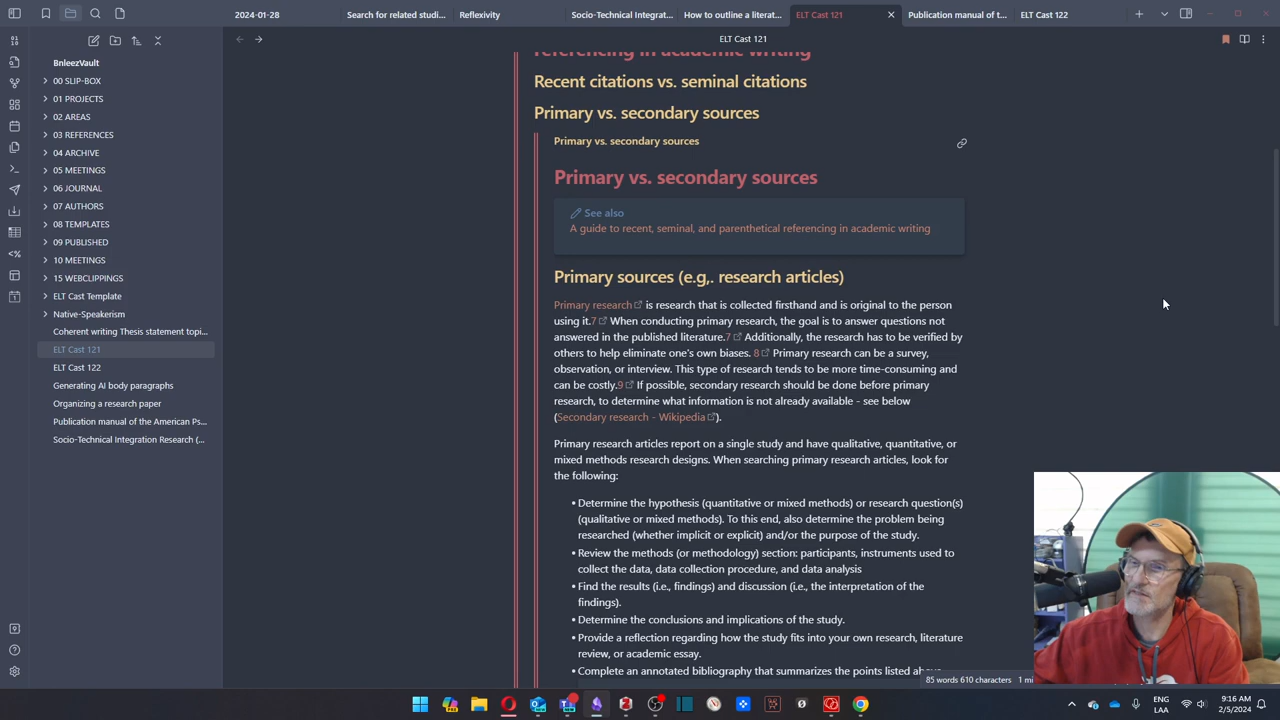 2024-01-28
Search for related studi...
Reflexivity
Socio-Technical Integrat...
How to outline a literat...
ELT Cast 121
Publication manual of t...
ELT Cast 122
ELT Cast 121
BnleezVault
00 SLIP-BOX
01 PROJECTS
02 AREAS
03 REFERENCES
04 ARCHIVE
05 MEETINGS
06 JOURNAL
07 AUTHORS
08 TEMPLATES
09 PUBLISHED
10 MEETINGS
15 WEBCLIPPINGS
ELT Cast Template
Native-Speakerism
Coherent writing Thesis statement topi...
ELT Cast 121
ELT Cast 122
Generating AI body paragraphs
Organizing a research paper
Publication manual of the American Ps...
Socio-Technical Integration Research (...
referencing in academic writing
Recent citations vs. seminal citations
Primary vs. secondary sources
Primary vs. secondary sources
Primary vs. secondary sources
See also
A guide to recent, seminal, and parenthetical referencing in academic writing
Primary sources (e.g,. research articles)
Primary research is research that is collected firsthand and is original to the person
using it.7 When conducting primary research, the goal is to answer questions not
answered in the published literature.7 Additionally, the research has to be verified by
others to help eliminate one's own biases. 8 Primary research can be a survey,
observation, or interview. This type of research tends to be more time-consuming and
can be costly.9 If possible, secondary research should be done before primary
research, to determine what information is not already available - see below
(Secondary research - Wikipedia).
Primary research articles report on a single study and have qualitative, quantitative, or
mixed methods research designs. When searching primary research articles, look for
the following:
• Determine the hypothesis (quantitative or mixed methods) or research question(s)
(qualitative or mixed methods). To this end, also determine the problem being
researched (whether implicit or explicit) and/or the purpose of the study.
• Review the methods (or methodology) section: participants, instruments used to
collect the data, data collection procedure, and data analysis
• Find the results (i.e., findings) and discussion (i.e., the interpretation of the
findings).
• Determine the conclusions and implications of the study.
• Provide a reflection regarding how the study fits into your own research, literature
review, or academic essay.
• Complete an annotated bibliography that summarizes the points listed above
85 words 610 characters 1 mi
ENG
LAA
9:16 AM
2/5/2024